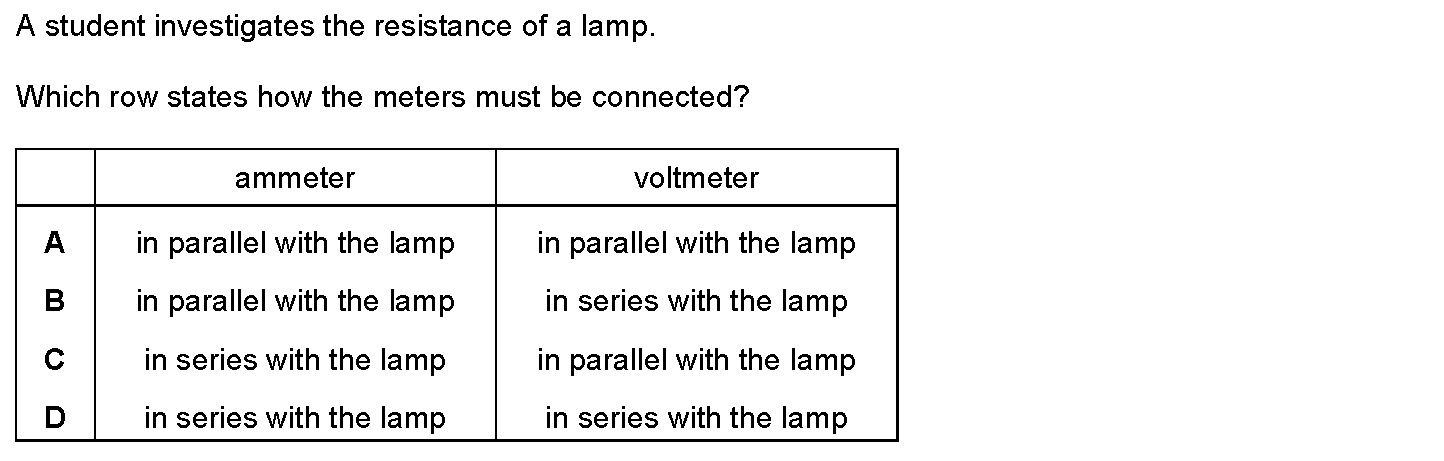 A student investigates the resistance of a lamp.
Which row states how the meters must be connected?
ammeter voltmeter
A in parallel with the lamp in parallel with the lamp
B in parallel with the lamp in series with the lamp
C in series with the lamp in parallel with the lamp
D in series with the lamp in series with the lamp